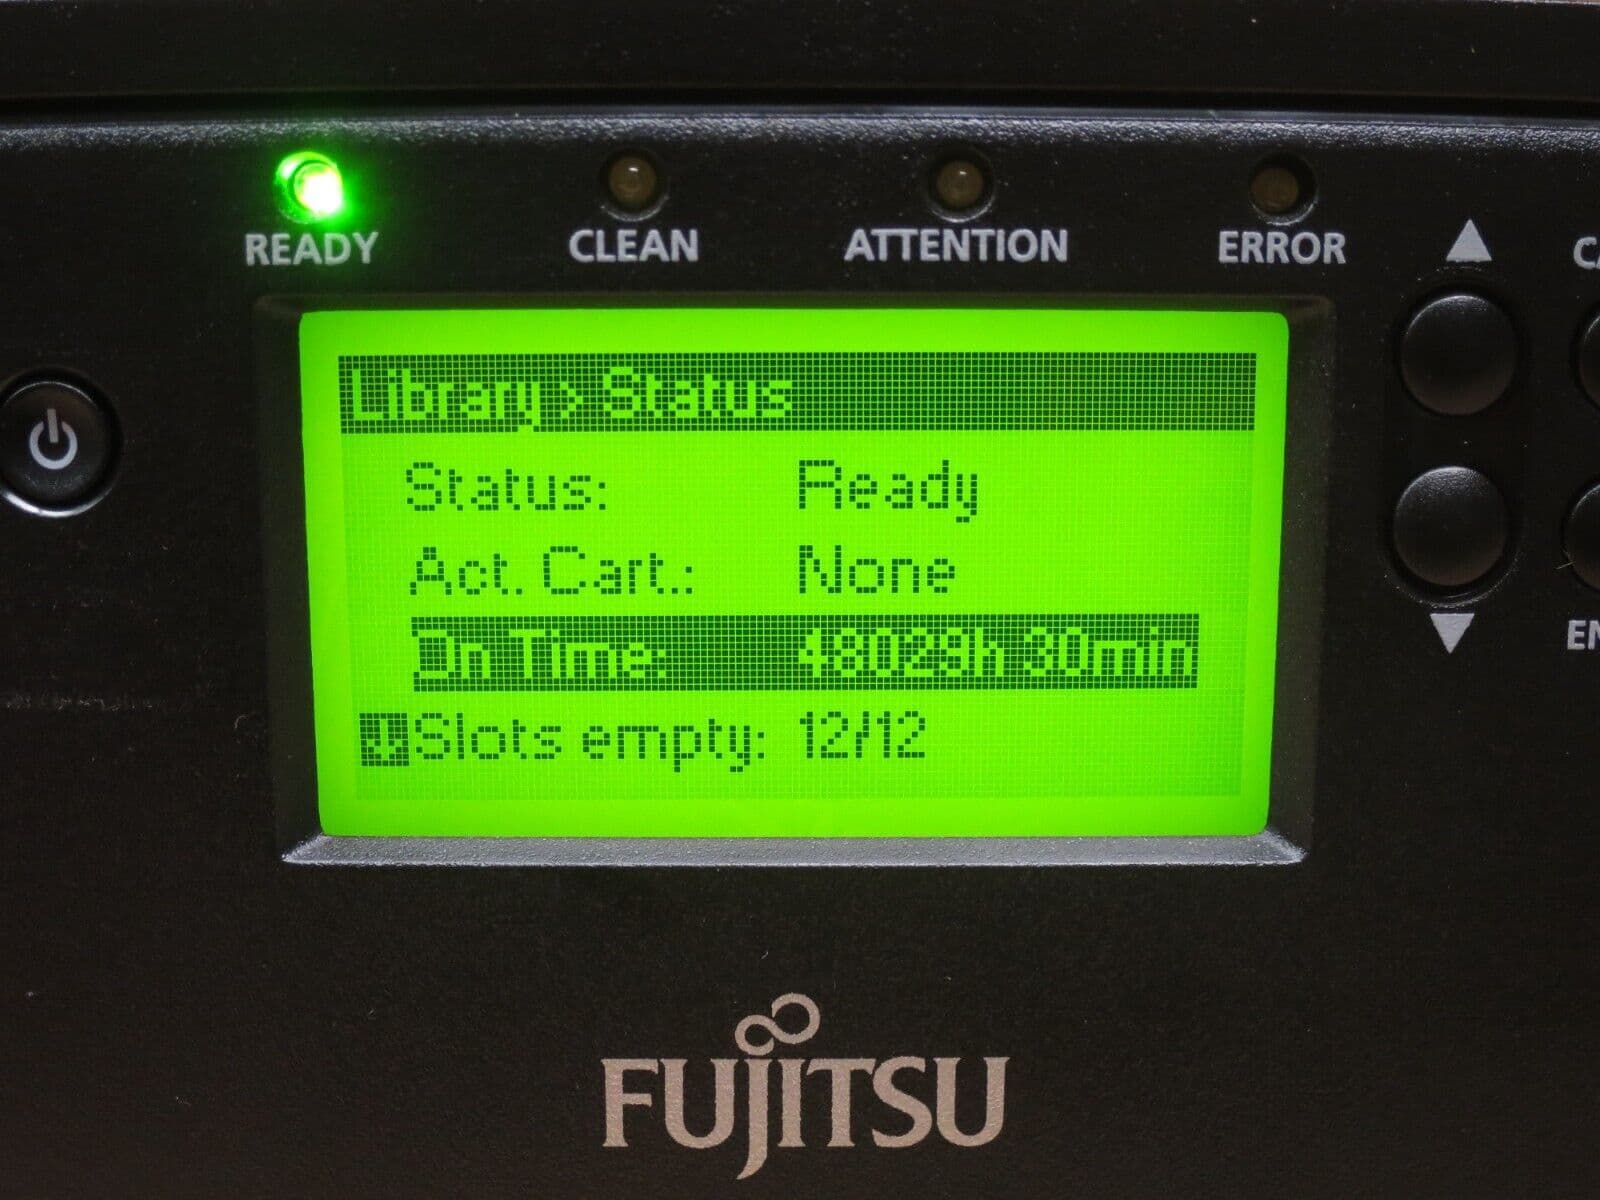 READY CLEAN ATTENTION ERROR
Library > Status
Status: Ready
Act. Cart.: None
On Time: 48029h 30min
Slots empty: 12/12
FUJITSU